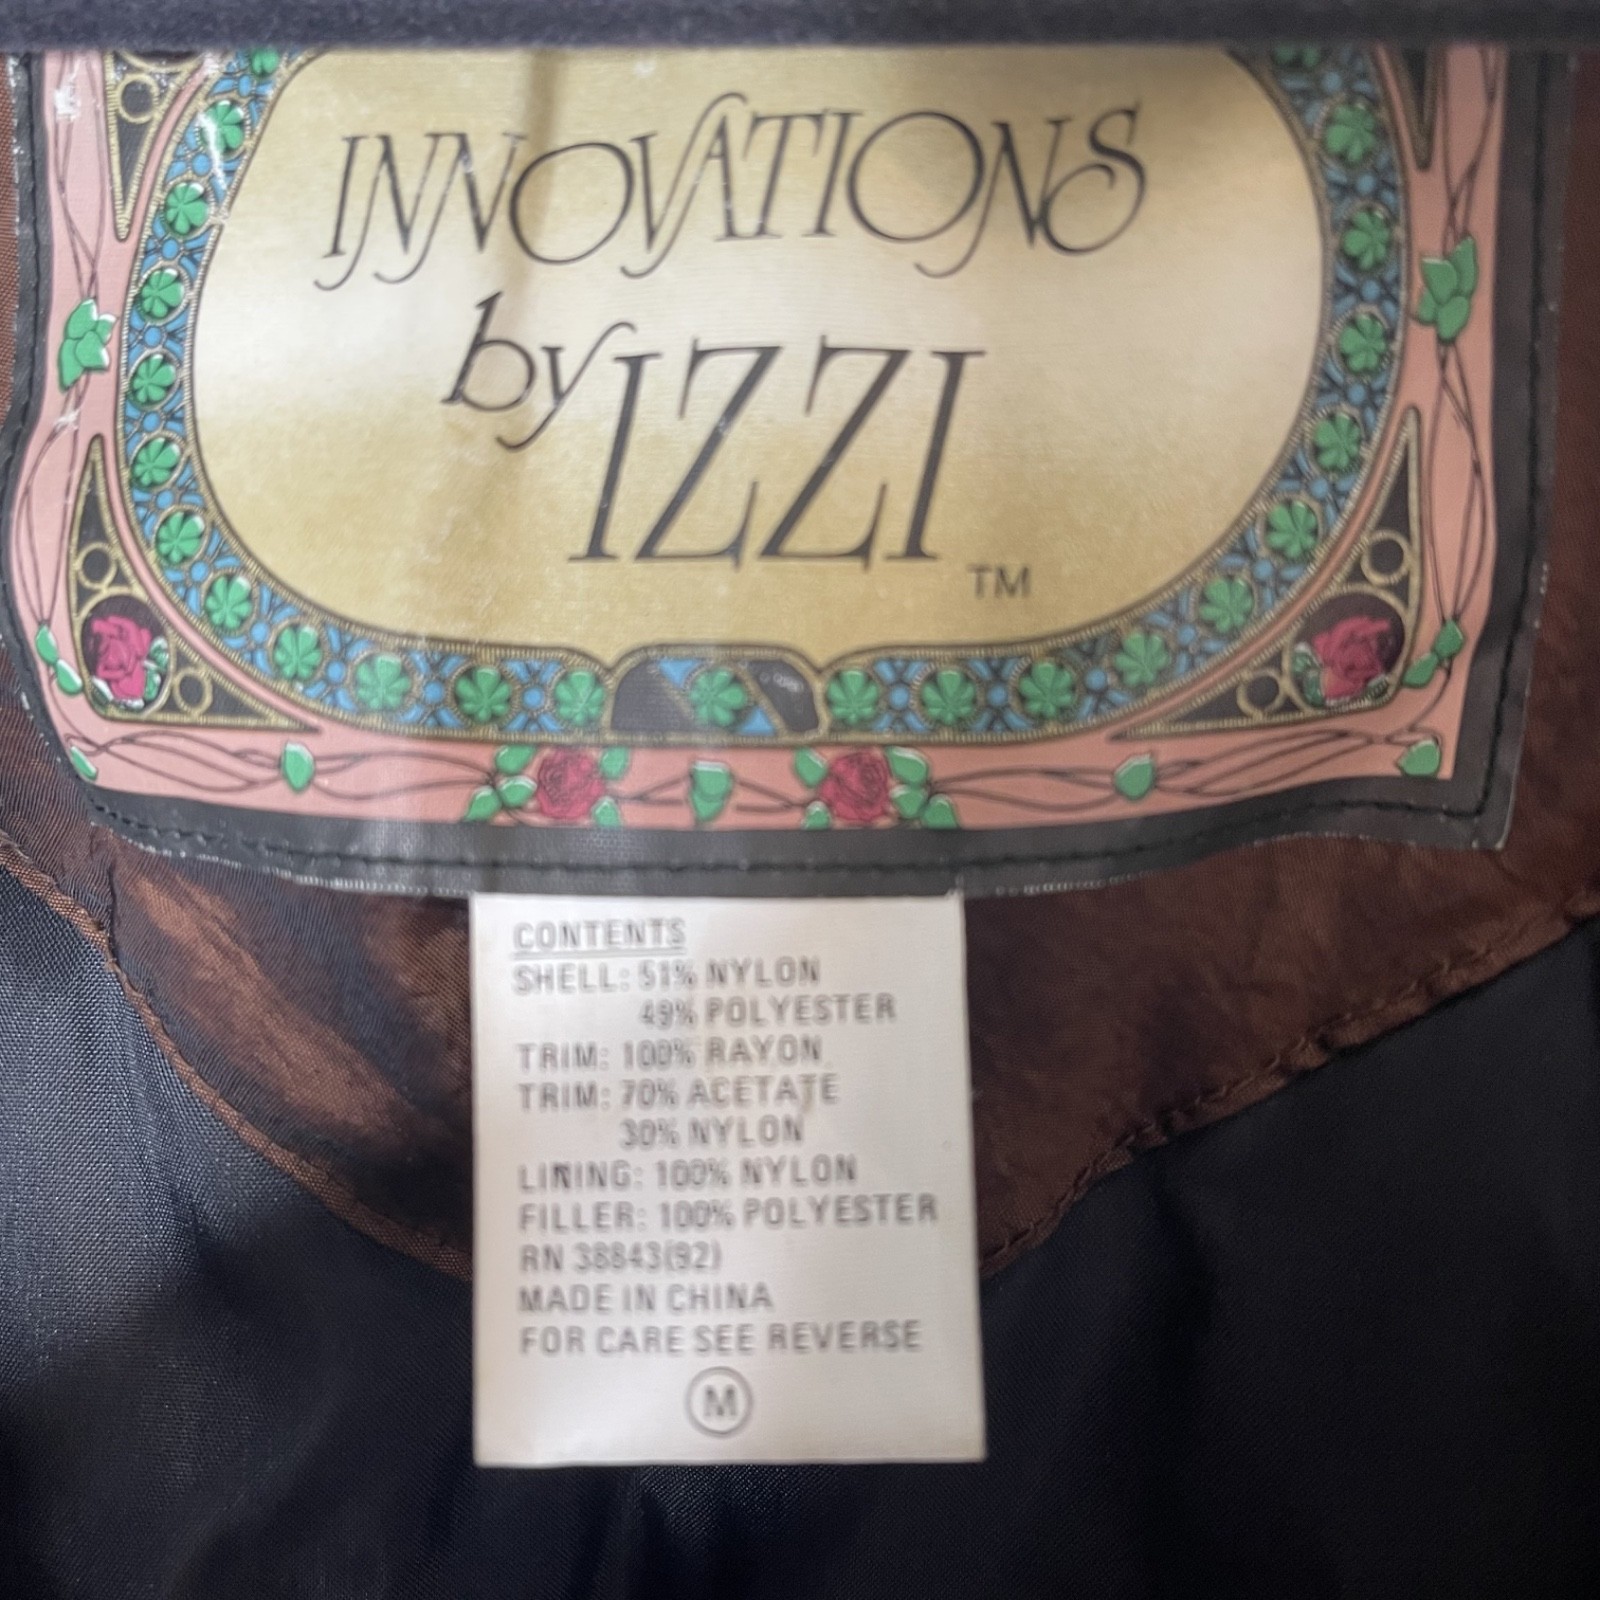 INNOVATIONS
by IZZI
TM
CONTENTS
SHELL: 51% NYLON
49% POLYESTER
TRIM: 100% RAYON
TRIM: 70% ACETATE
30% NYLON
LINING: 100% NYLON
FILLER: 100% POLYESTER
RN 38843(92)
MADE IN CHINA
FOR CARE SEE REVERSE
M